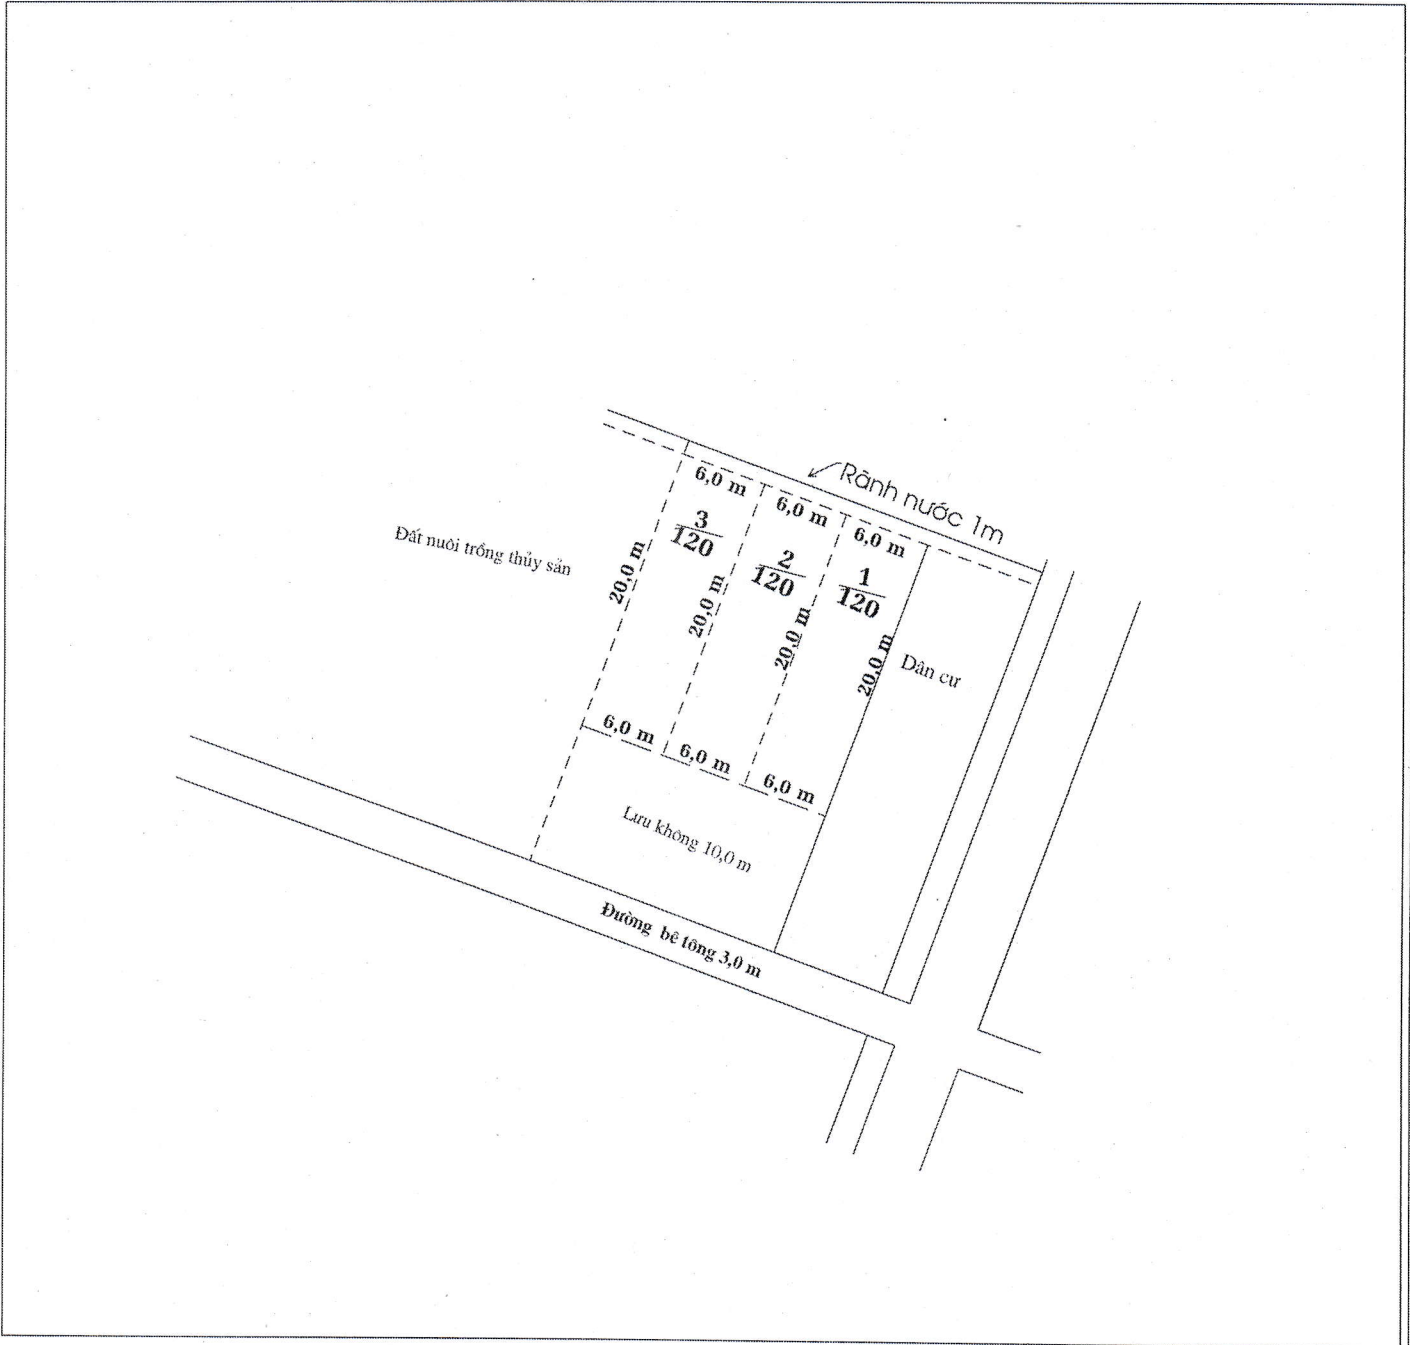 Rãnh nước 1m
6,0 m
6,0 m
6,0 m
3
120
2
120
1
120
Đất nuôi trồng thủy sản
20,0 m
20,0 m
20,0 m
20,0 m
Dân cư
6,0 m
6,0 m
6,0 m
Lưu không 10,0 m
Đường bê tông 3,0 m